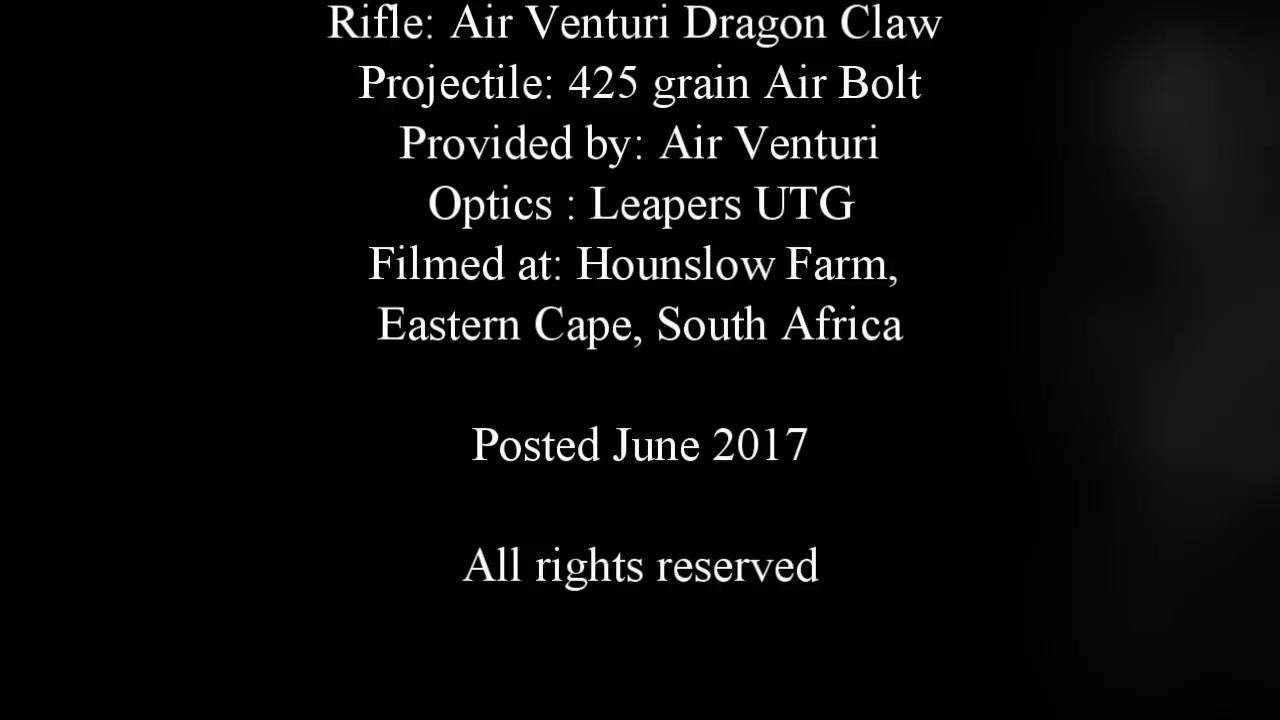 Rifle: Air Venturi Dragon Claw
Projectile: 425 grain Air Bolt
Provided by: Air Venturi
Optics : Leapers UTG
Filmed at: Hounslow Farm,
Eastern Cape, South Africa
Posted June 2017
All rights reserved